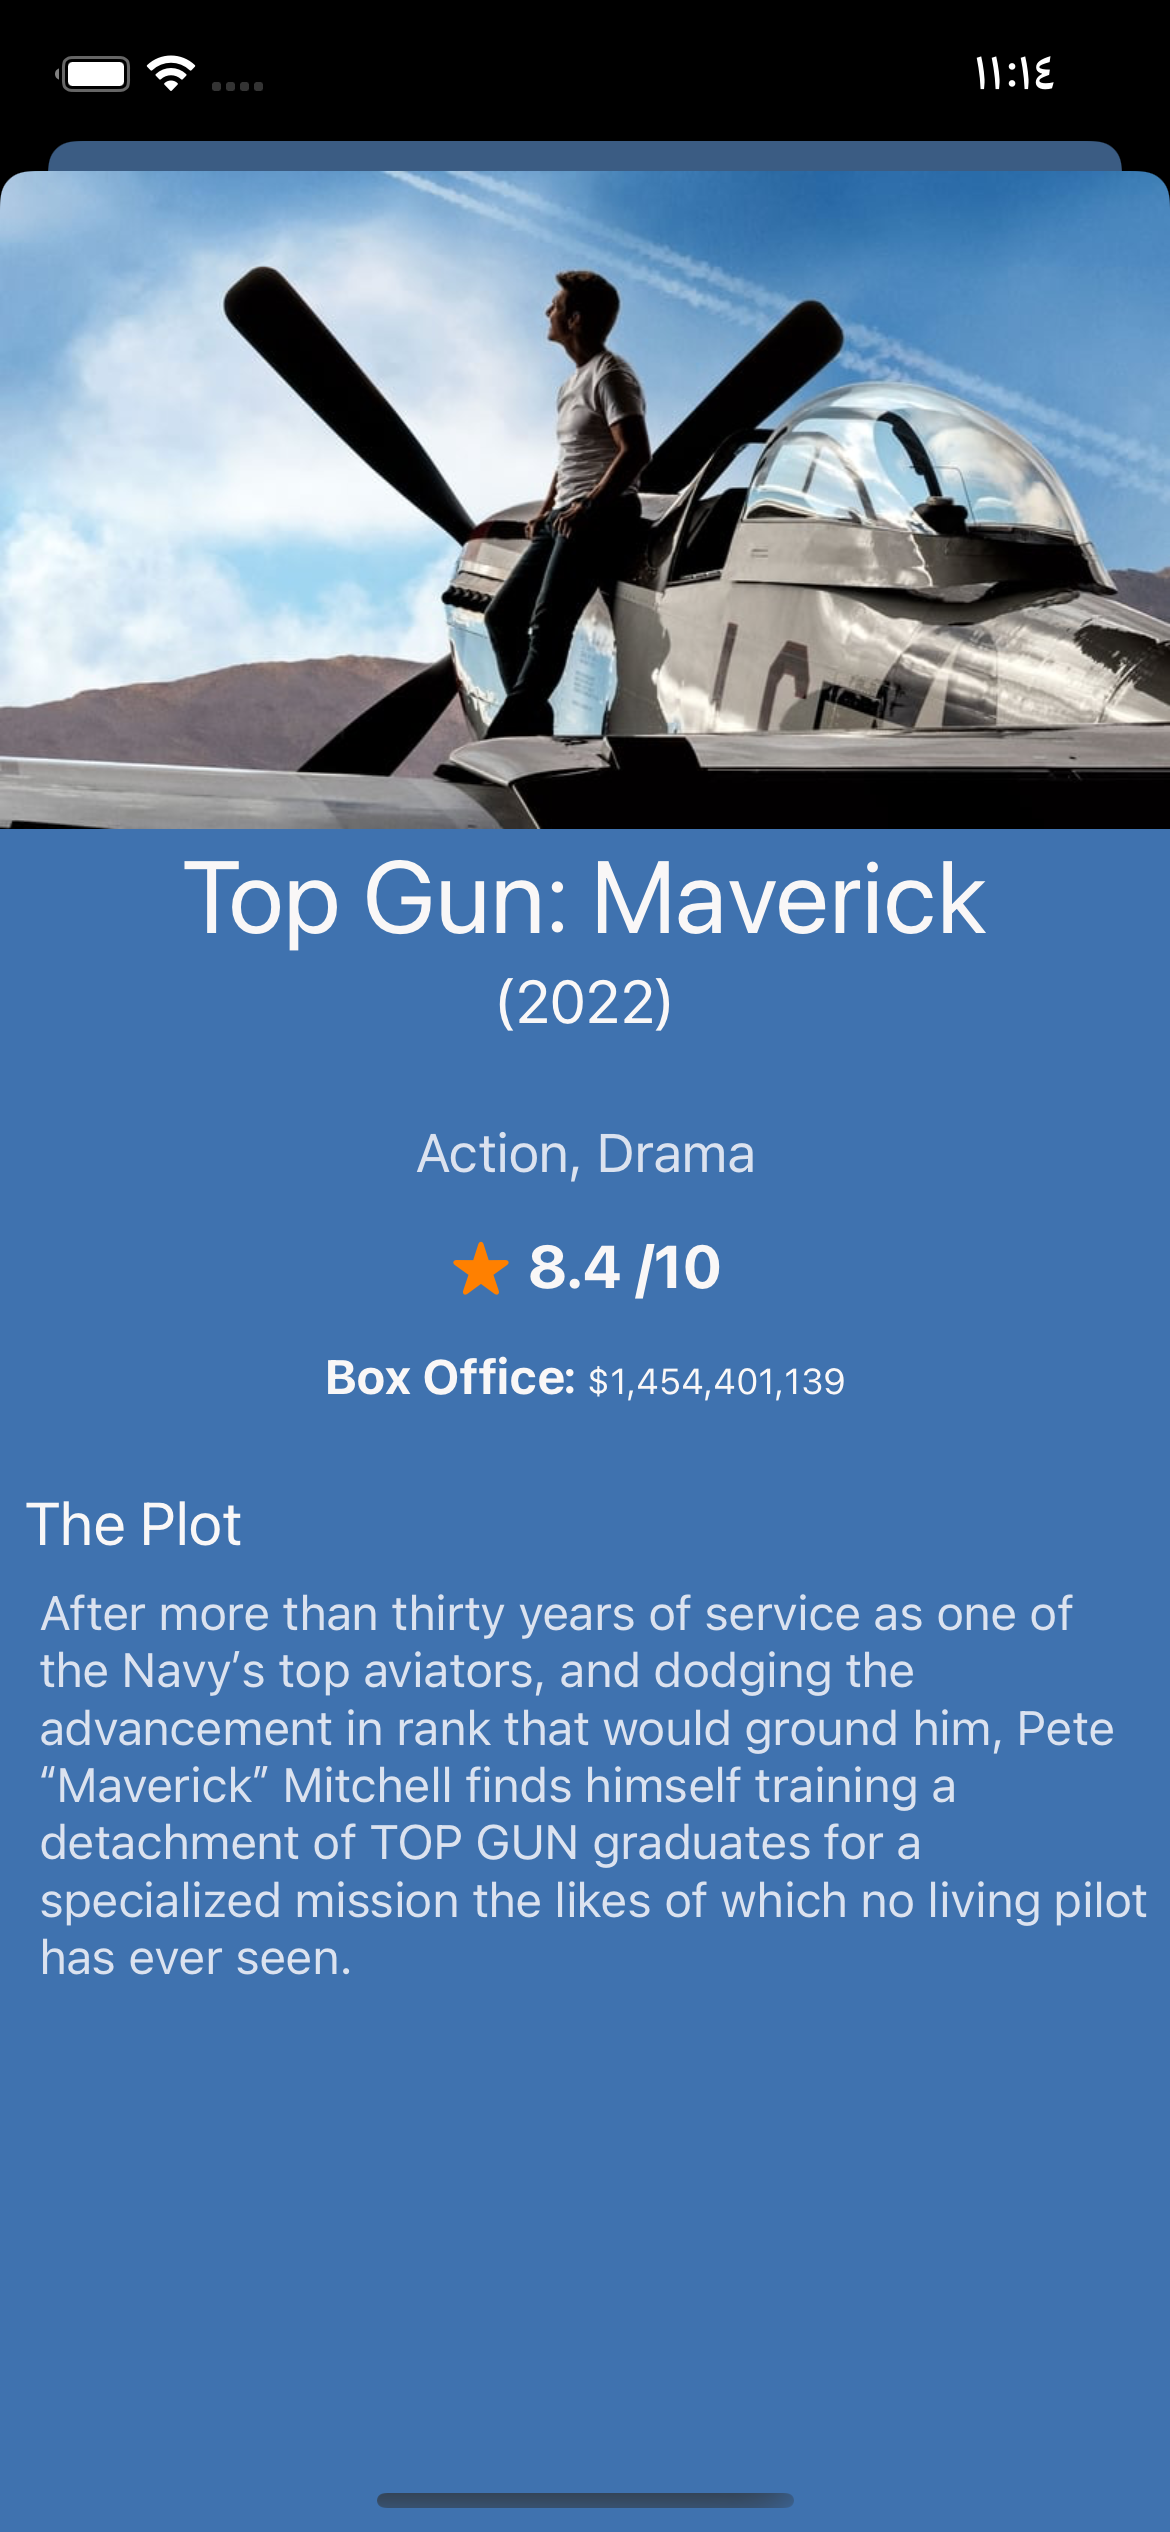 ١١:١٤
Top Gun: Maverick
(2022)
Action, Drama
8.4 /10
Box Office: $1,454,401,139
The Plot
After more than thirty years of service as one of
the Navy’s top aviators, and dodging the
advancement in rank that would ground him, Pete
“Maverick” Mitchell finds himself training a
detachment of TOP GUN graduates for a
specialized mission the likes of which no living pilot
has ever seen.